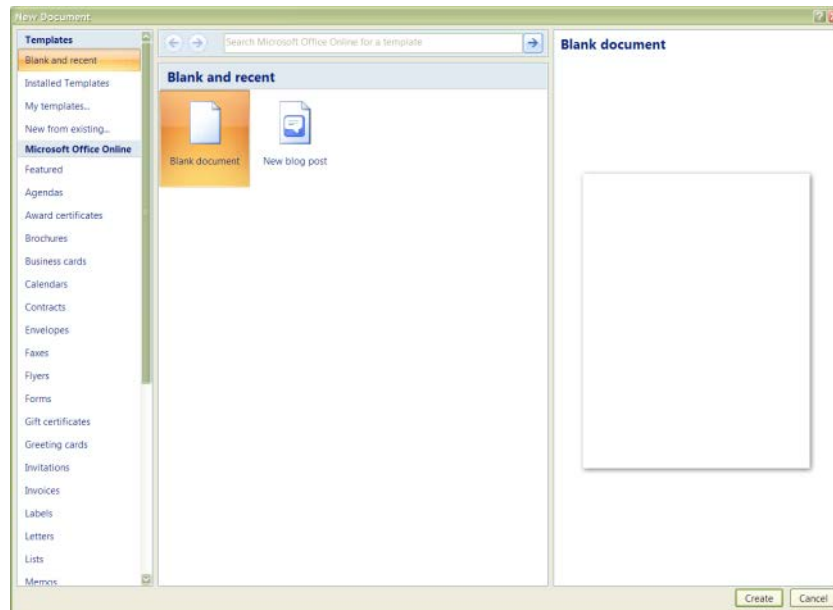 New Document
Templates
Blank and recent
Installed Templates
My templates...
New from existing...
Microsoft Office Online
Featured
Agendas
Award certificates
Brochures
Business cards
Calendars
Contracts
Envelopes
Faxes
Flyers
Forms
Gift certificates
Greeting cards
Invitations
Invoices
Labels
Letters
Lists
Memos
Search Microsoft Office Online for a template
Blank and recent
Blank document
New blog post
Blank document
Create
Cancel